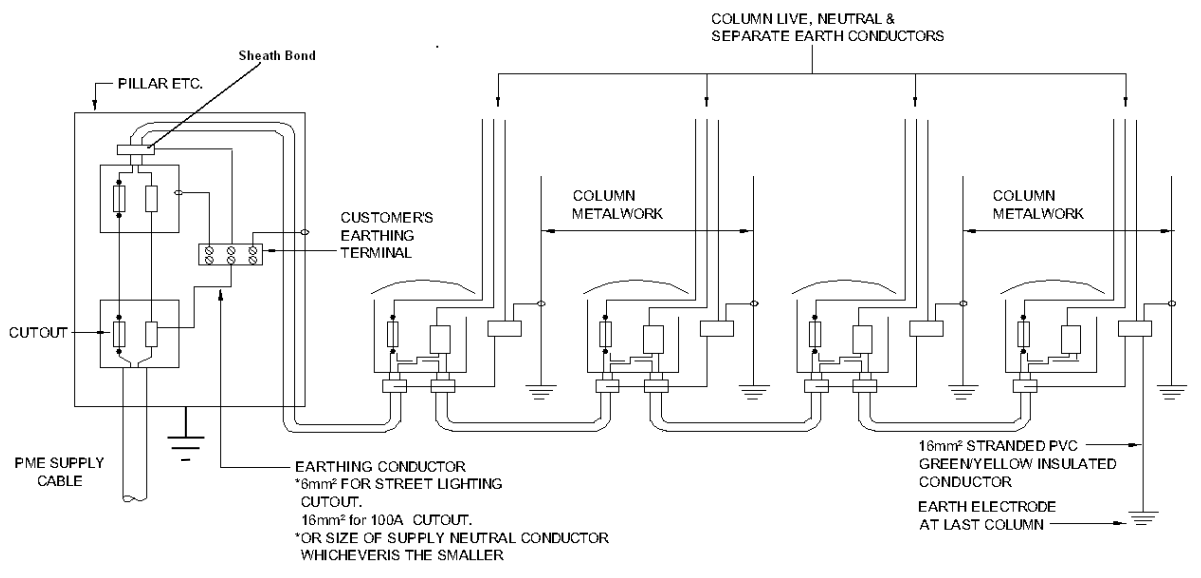 COLUMN LIVE, NEUTRAL &
SEPARATE EARTH CONDUCTORS
Sheath Bond
PILLAR ETC.
COLUMN
METALWORK
COLUMN
METALWORK
CUSTOMER'S
EARTHING
TERMINAL
CUTOUT
PME SUPPLY
CABLE
EARTHING CONDUCTOR
*6mm² FOR STREET LIGHTING
CUTOUT.
16mm² for 100A CUTOUT.
*OR SIZE OF SUPPLY NEUTRAL CONDUCTOR
WHICHEVERIS THE SMALLER
16mm² STRANDED PVC
GREEN/YELLOW INSULATED
CONDUCTOR
EARTH ELECTRODE
AT LAST COLUMN